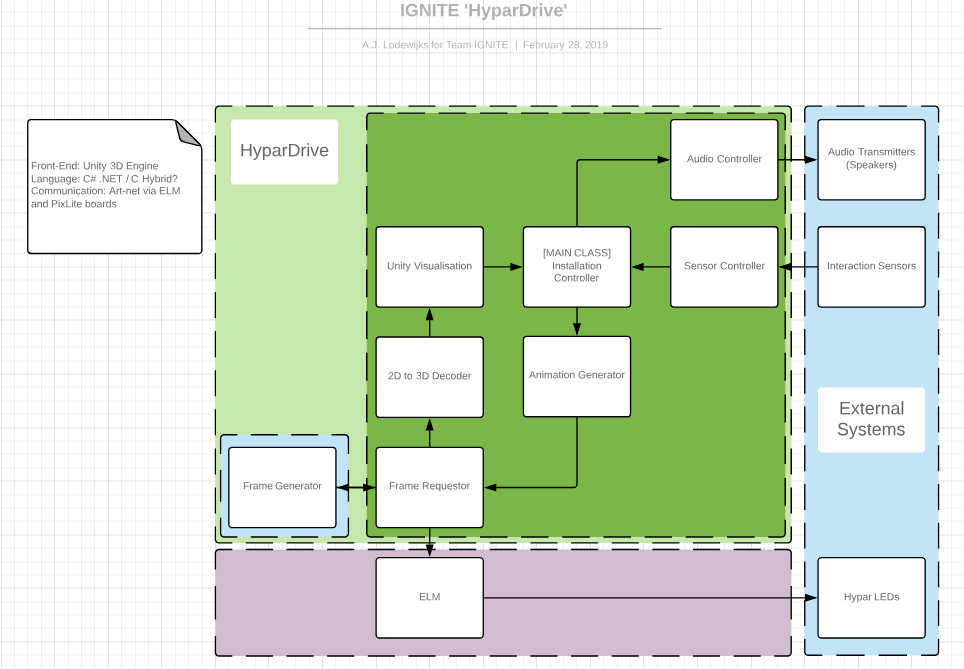 IGNITE 'HyparDrive'
A.J. Lodewijks for Team IGNITE | February 28, 2019
Front-End: Unity 3D Engine
Language: C# .NET / C Hybrid?
Communication: Art-net via ELM
and PixLite boards
HyparDrive
Audio Controller
Audio Transmitters
(Speakers)
Unity Visualisation
[MAIN CLASS]
Installation
Controller
Sensor Controller
Interaction Sensors
2D to 3D Decoder
Animation Generator
External
Systems
Frame Generator
Frame Requestor
ELM
Hypar LEDs